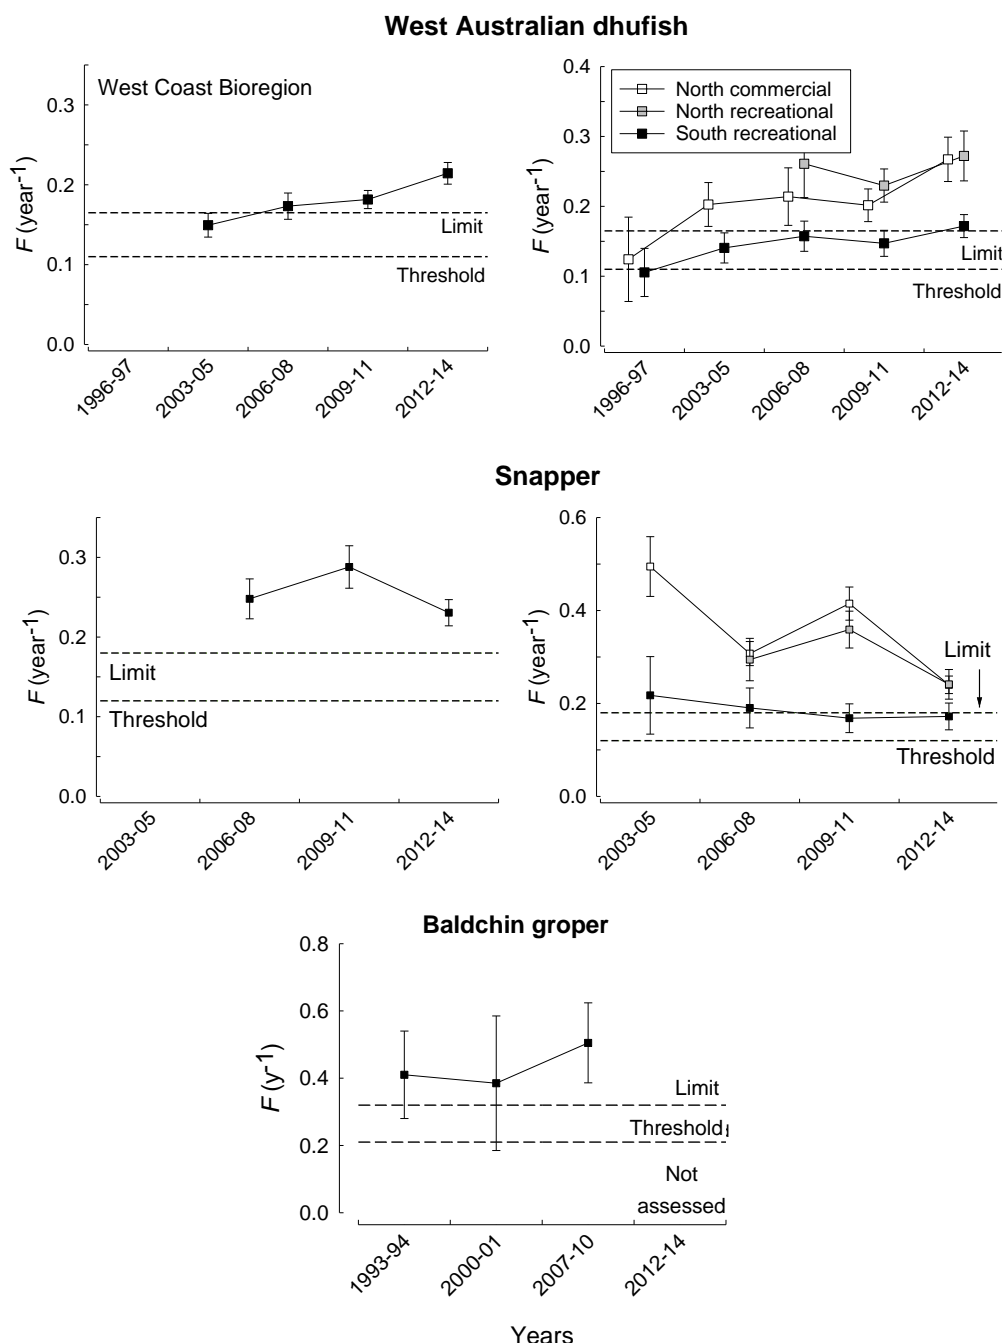 West Australian dhufish
West Coast Bioregion
F (year-1)
0.3
0.2
0.1
0.0
Limit
Threshold
1996-97
2003-05
2006-08
2009-11
2012-14
North commercial
North recreational
South recreational
F (year-1)
0.4
0.3
0.2
0.1
0.0
Limit
Threshold
1996-97
2003-05
2006-08
2009-11
2012-14
Snapper
F (year-1)
0.3
0.2
0.1
0.0
Limit
Threshold
2003-05
2006-08
2009-11
2012-14
F (year-1)
0.6
0.4
0.2
0.0
Limit
Threshold
2003-05
2006-08
2009-11
2012-14
Baldchin groper
F (y-1)
0.8
0.6
0.4
0.2
0.0
Limit
Threshold
Not
assessed
1993-94
2000-01
2007-10
2012-14
Years